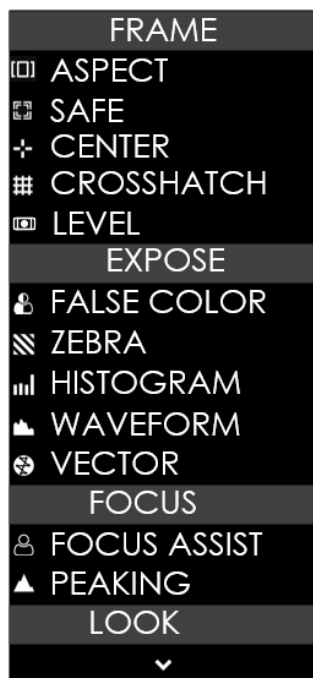 FRAME
ASPECT
SAFE
CENTER
CROSSHATCH
LEVEL
EXPOSE
FALSE COLOR
ZEBRA
HISTOGRAM
WAVEFORM
VECTOR
FOCUS
FOCUS ASSIST
PEAKING
LOOK